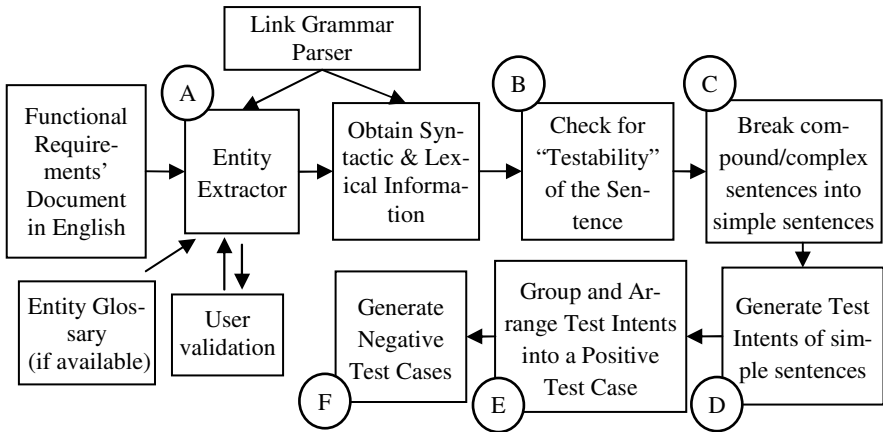 Link Grammar
Parser
A
B
C
Functional
Require-
ments’
Document
in English
Entity
Extractor
Obtain Syn-
tactic & Lex-
ical Informa-
tion
Check for
“Testability”
of the Sen-
tence
Break com-
pound/complex
sentences into
simple sentences
Entity Glos-
sary
(if available)
User
validation
Generate
Negative
Test Cases
Group and Ar-
range Test Intents
into a Positive
Test Case
Generate Test
Intents of sim-
ple sentences
F
E
D